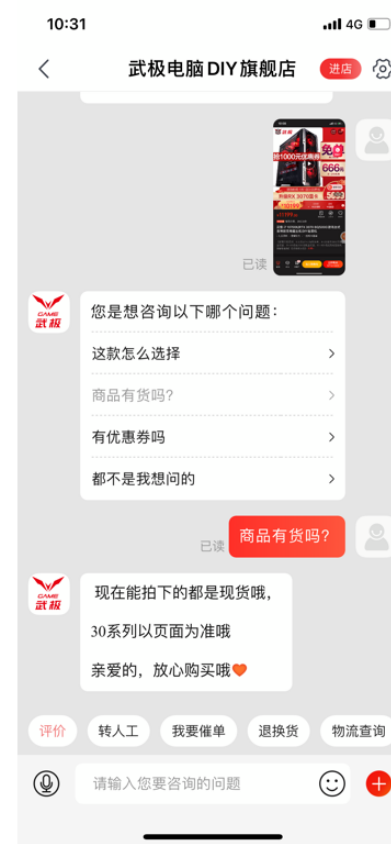 10:31
4G
武极电脑DIY旗舰店
进店
已读
您是想咨询以下哪个问题：
GAME
武极
这款怎么选择
商品有货吗？
有优惠券吗
都不是我想问的
商品有货吗？
已读
现在能拍下的都是现货哦，
GAME
武极
30系列以页面为准哦
亲爱的，放心购买哦
评价
转人工
我要催单
退换货
物流查询
请输入您要咨询的问题